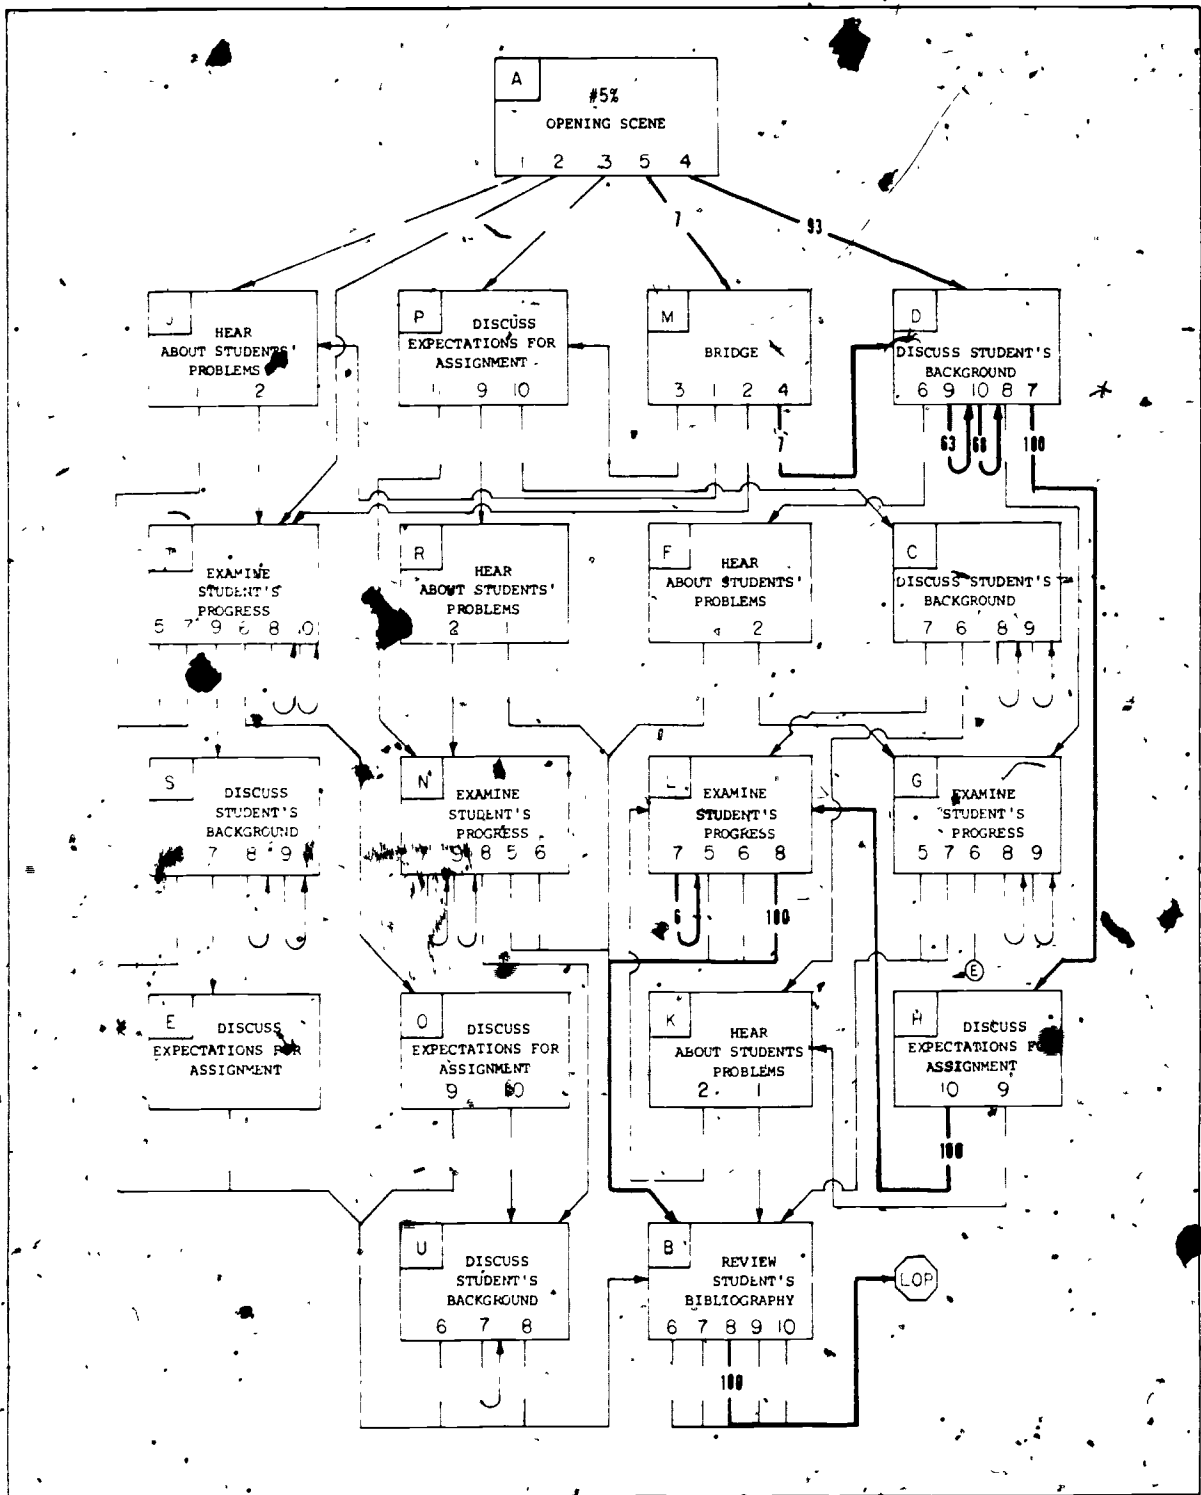 A
#5%
OPENING SCENE
1 2 3 5 4
7
93
J
HEAR
ABOUT STUDENTS'
PROBLEMS
1 2
P
DISCUSS
EXPECTATIONS FOR
ASSIGNMENT
1 9 10
M
BRIDGE
3 1 2 4
7
D
DISCUSS STUDENT'S
BACKGROUND
6 9 10 8 7
63 68 100
EXAMINE
STUDENT'S
PROGRESS
5 7 9 6 8 10
R
HEAR
ABOUT STUDENTS'
PROBLEMS
2 1
F
HEAR
ABOUT STUDENTS'
PROBLEMS
2
C
DISCUSS STUDENT'S
BACKGROUND
7 6 8 9
S
DISCUSS
STUDENT'S
BACKGROUND
7 8 9
N
EXAMINE
STUDENT'S
PROGRESS
7 9 8 5 6
L
EXAMINE
STUDENT'S
PROGRESS
7 5 6 8
6 100
G
EXAMINE
STUDENT'S
PROGRESS
5 7 6 8 9
E
E
DISCUSS
EXPECTATIONS FOR
ASSIGNMENT
O
DISCUSS
EXPECTATIONS FOR
ASSIGNMENT
9 10
K
HEAR
ABOUT STUDENTS
PROBLEMS
2 1
H
DISCUSS
EXPECTATIONS FOR
ASSIGNMENT
10 9
100
U
DISCUSS
STUDENT'S
BACKGROUND
6 7 8
B
REVIEW
STUDENT'S
BIBLIOGRAPHY
6 7 8 9 10
100
LOP